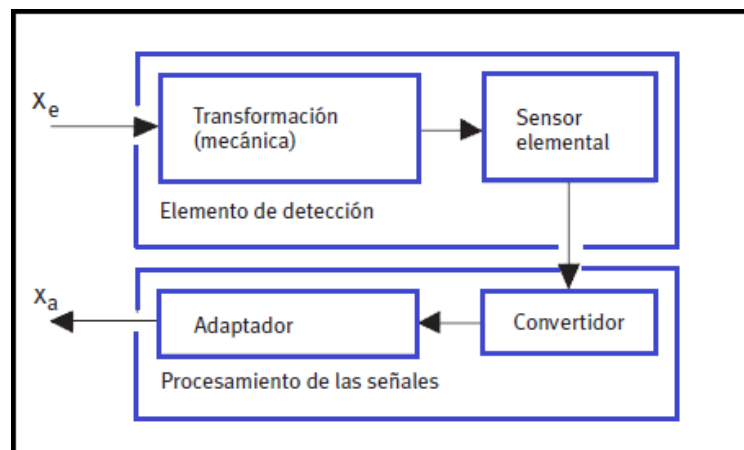 Xe
Transformación
(mecánica)
Sensor
elemental
Elemento de detección
Xa
Adaptador
Convertidor
Procesamiento de las señales